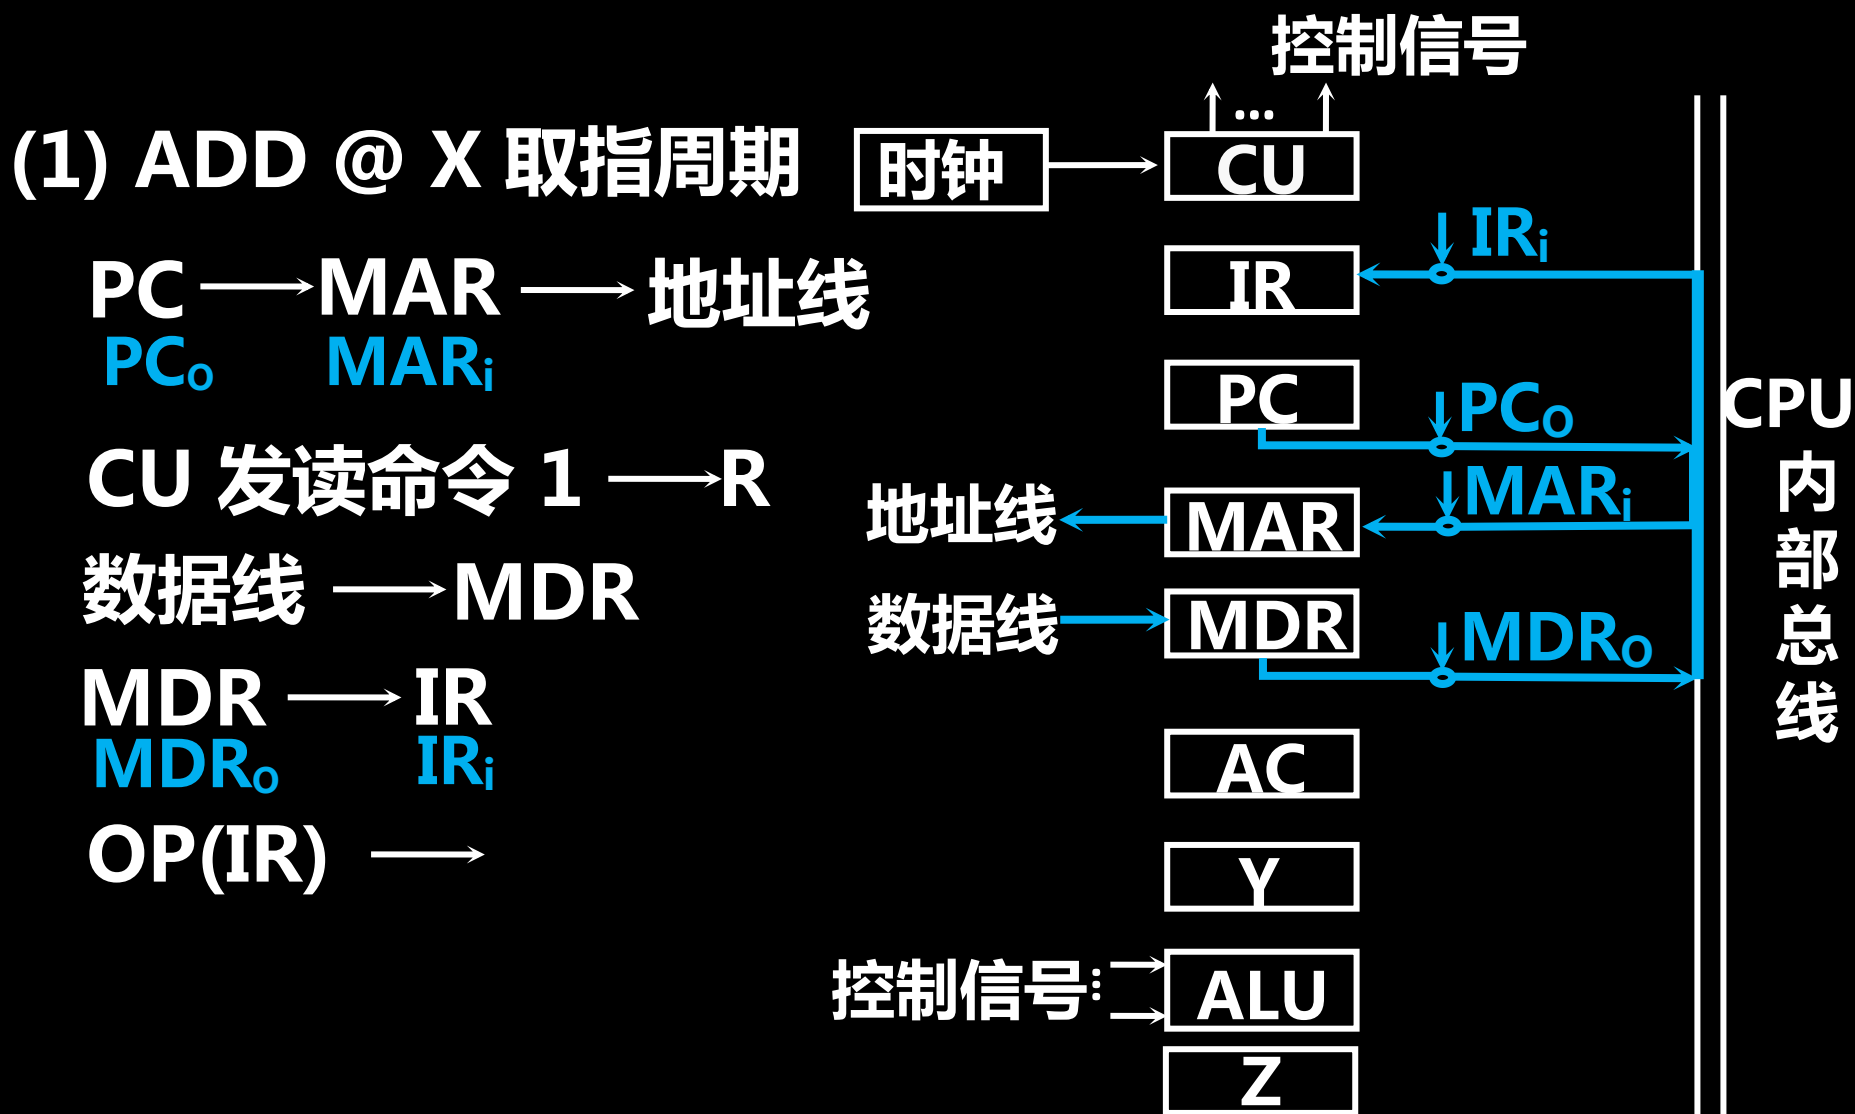 控制信号
...
(1) ADD @ X 取指周期
时钟
CU
IRi
PC → MAR → 地址线
IR
PCO MARi
PC
PCO
CPU内部总线
CU 发读命令 1 → R
MARi
地址线
MAR
数据线 → MDR
数据线
MDR
MDRO
MDR → IR
MDRO IRi
AC
OP(IR) →
Y
控制信号
ALU
Z